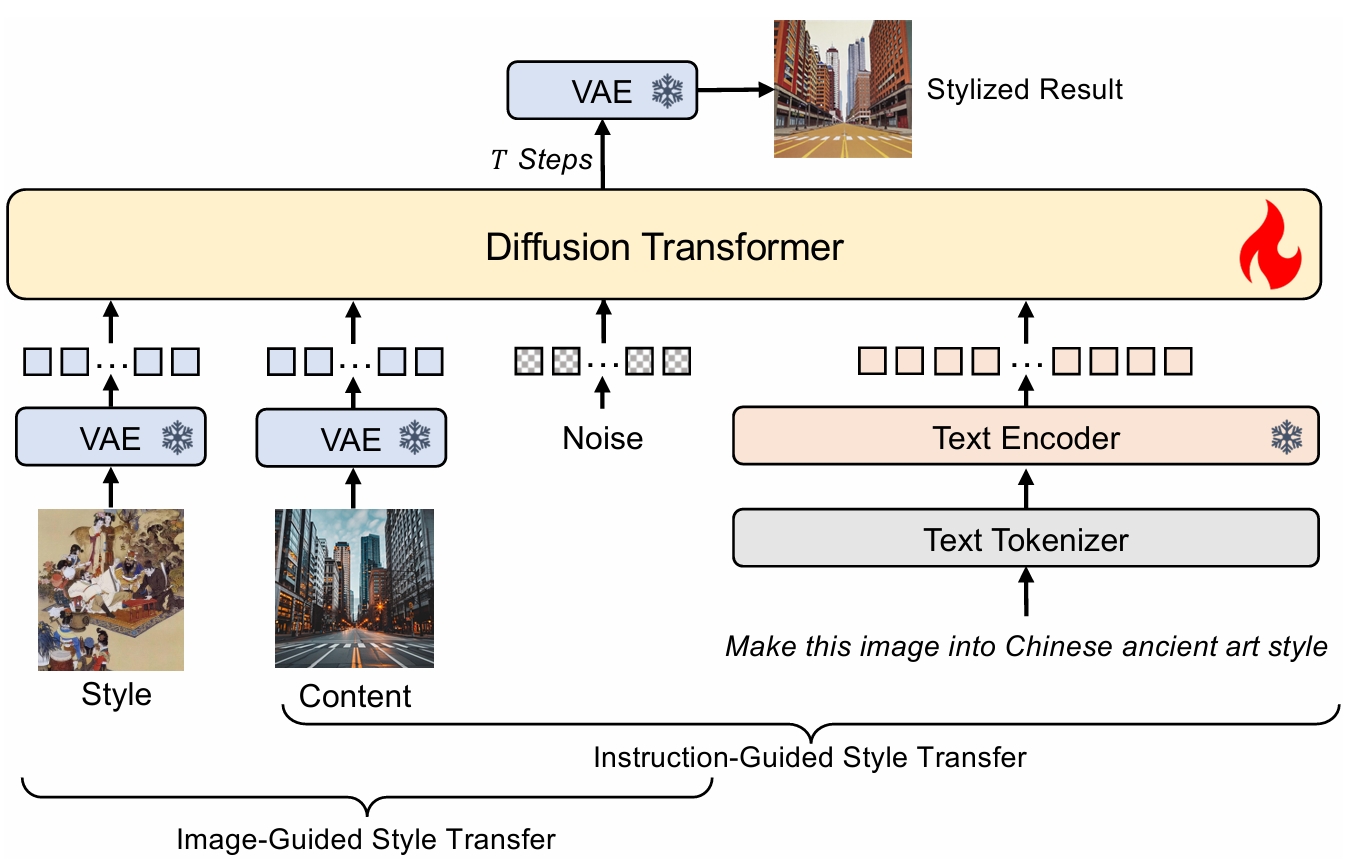 VAE
Stylized Result
T Steps
Diffusion Transformer
VAE
VAE
Noise
Text Encoder
Text Tokenizer
Make this image into Chinese ancient art style
Style
Content
Instruction-Guided Style Transfer
Image-Guided Style Transfer